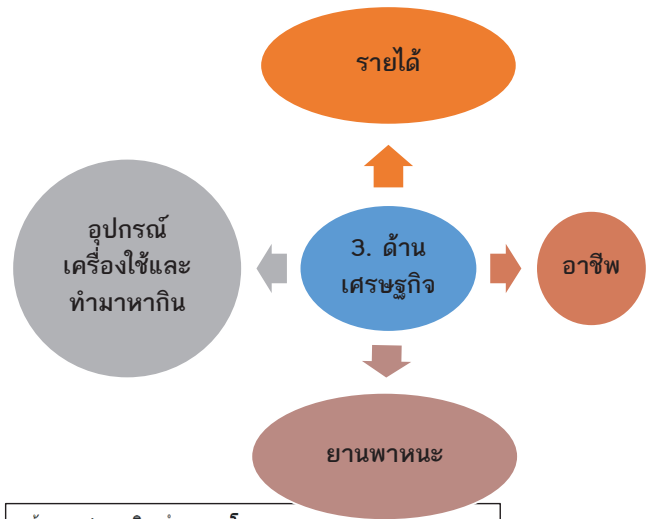 รายได้
อุปกรณ์
เครื่องใช้และ
ทำมาหากิน
3. ด้าน
เศรษฐกิจ
อาชีพ
ยานพาหนะ